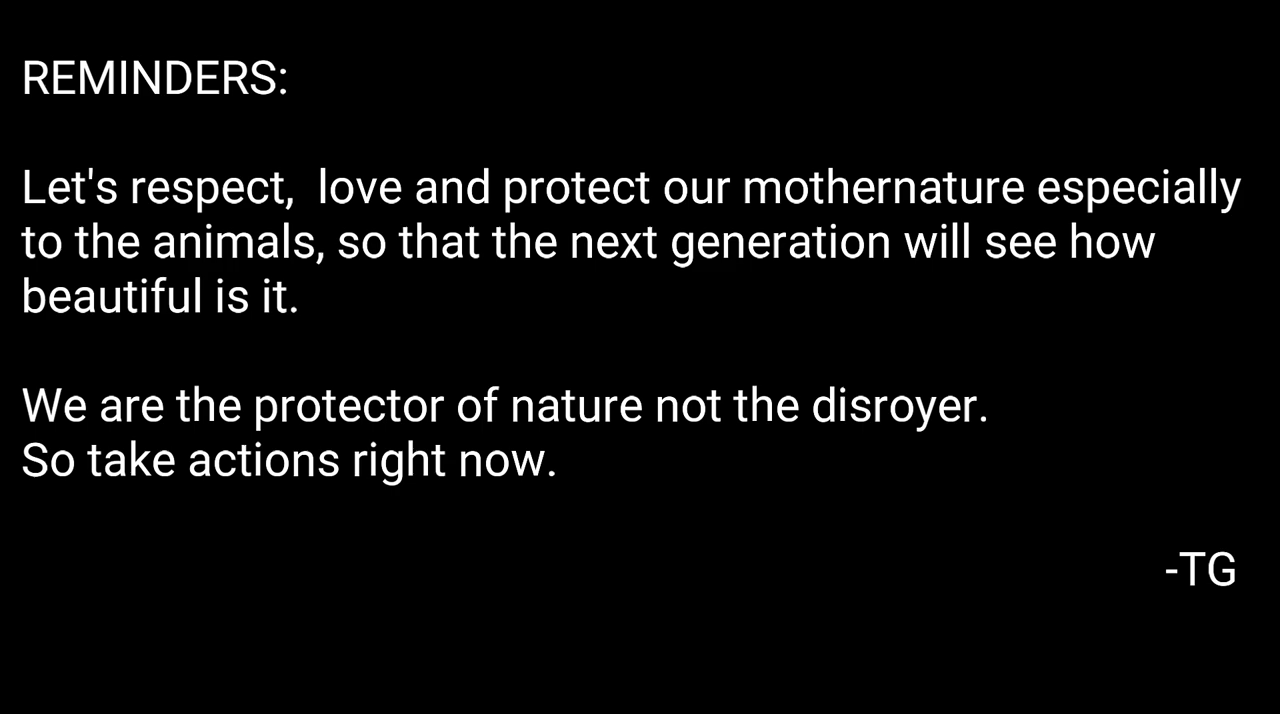 REMINDERS:
Let's respect,  love and protect our mothernature especially
to the animals, so that the next generation will see how
beautiful is it.
We are the protector of nature not the disroyer.
So take actions right now.
-TG